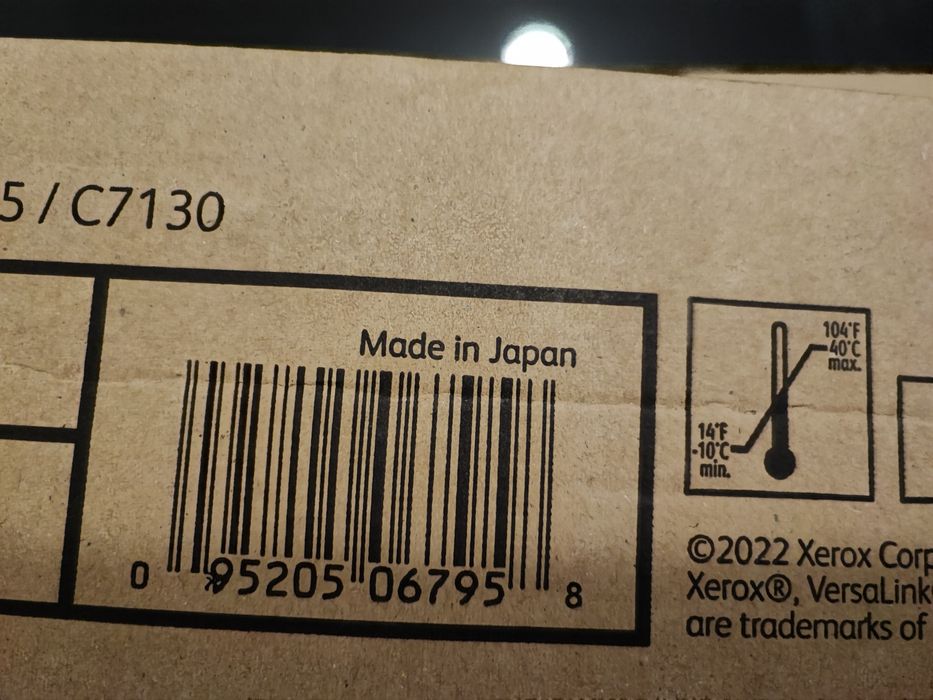 5 / C7130
Made in Japan
0 95205 06795 8
104°F
40°C
max.
14°F
-10°C
min.
©2022 Xerox Corp
Xerox®, VersaLink
are trademarks of